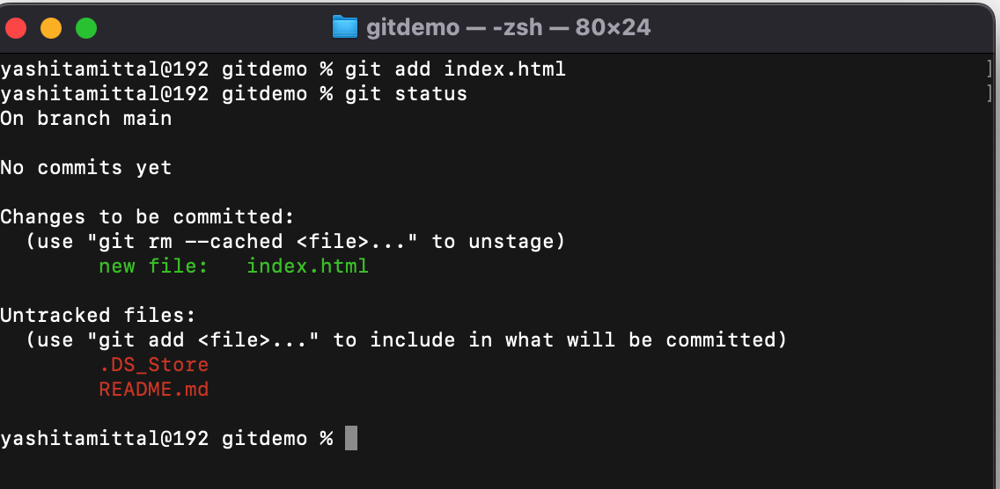 gitdemo — -zsh — 80×24
yashitamittal@192 gitdemo % git add index.html ]
yashitamittal@192 gitdemo % git status ]
On branch main
No commits yet
Changes to be committed:
  (use "git rm --cached <file>..." to unstage)
        new file:   index.html
Untracked files:
  (use "git add <file>..." to include in what will be committed)
        .DS_Store
        README.md
yashitamittal@192 gitdemo %